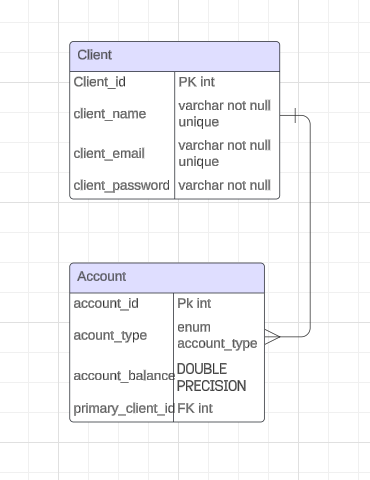 Client
Client_id PK int
client_name varchar not null
unique
client_email varchar not null
unique
client_password varchar not null
Account
account_id Pk int
acount_type enum
account_type
account_balance DOUBLE
PRECISION
primary_client_id FK int